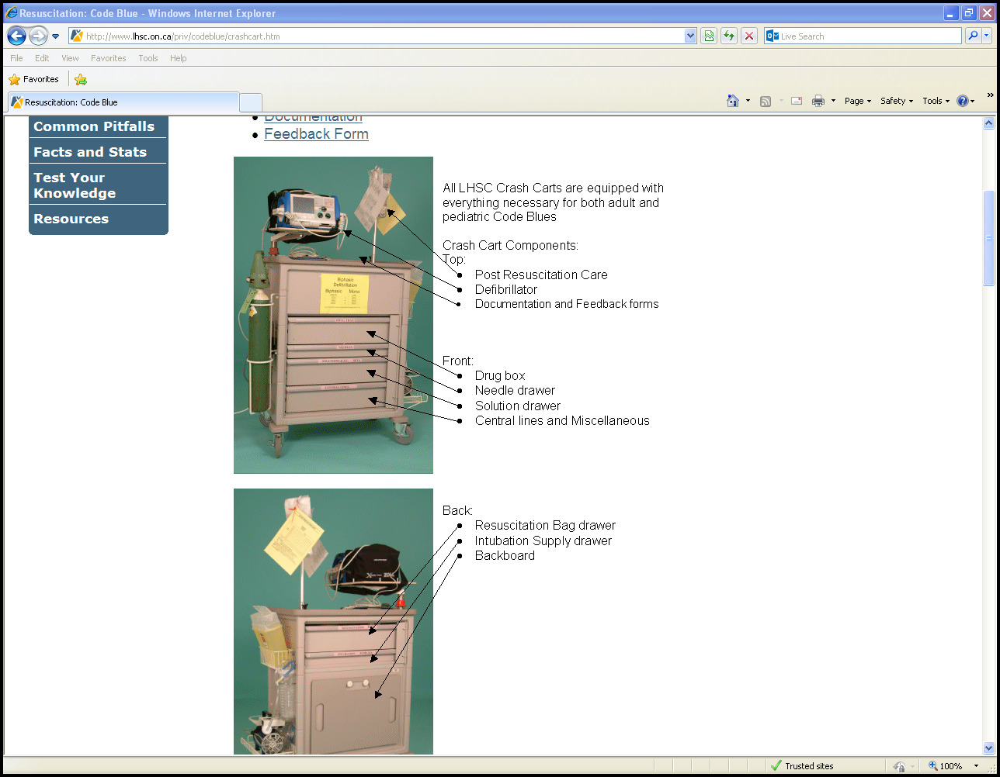 Resuscitation: Code Blue - Windows Internet Explorer
http://www.lhsc.on.ca/priv/codeblue/crashcart.htm
Live Search
File Edit View Favorites Tools Help
Favorites
Resuscitation: Code Blue
Page Safety Tools
Common Pitfalls
Facts and Stats
Test Your
Knowledge
Resources
Documentation
Feedback Form
All LHSC Crash Carts are equipped with
everything necessary for both adult and
pediatric Code Blues
Crash Cart Components:
Top:
Post Resuscitation Care
Defibrillator
Documentation and Feedback forms
Biphasic
Defibrillation
Biphasic Mono
DRUG TRAY
NEEDLES
CENTRAL LINES
Front:
Drug box
Needle drawer
Solution drawer
Central lines and Miscellaneous
Back:
Resuscitation Bag drawer
Intubation Supply drawer
Backboard
Trusted sites
100%